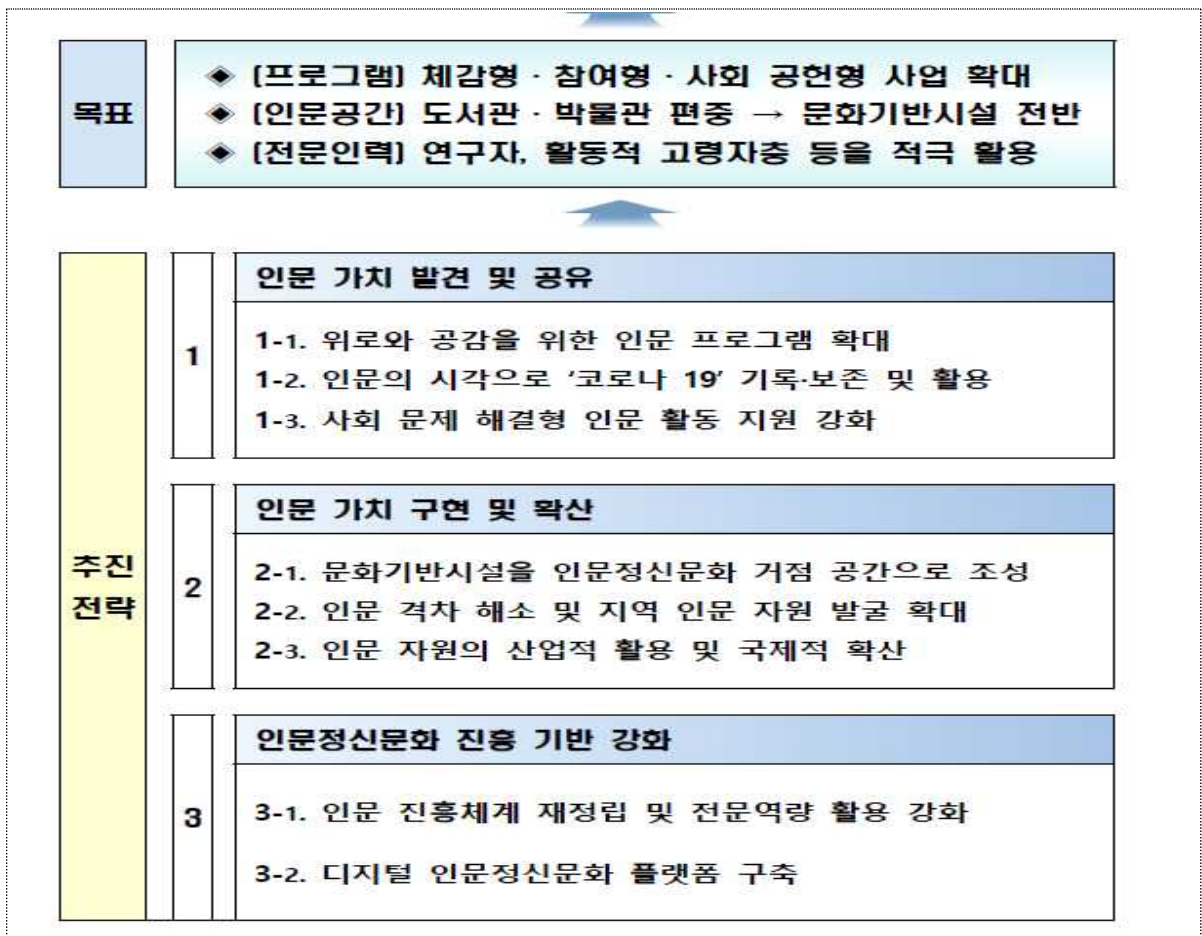 목표
◈ [프로그램] 체감형 · 참여형 · 사회 공헌형 사업 확대
◈ [인문공간] 도서관 · 박물관 편중 → 문화기반시설 전반
◈ [전문인력] 연구자, 활동적 고령자층 등을 적극 활용
추진
전략
1
인문 가치 발견 및 공유
1-1. 위로와 공감을 위한 인문 프로그램 확대
1-2. 인문의 시각으로 ‘코로나 19’ 기록·보존 및 활용
1-3. 사회 문제 해결형 인문 활동 지원 강화
2
인문 가치 구현 및 확산
2-1. 문화기반시설을 인문정신문화 거점 공간으로 조성
2-2. 인문 격차 해소 및 지역 인문 자원 발굴 확대
2-3. 인문 자원의 산업적 활용 및 국제적 확산
3
인문정신문화 진흥 기반 강화
3-1. 인문 진흥체계 재정립 및 전문역량 활용 강화
3-2. 디지털 인문정신문화 플랫폼 구축